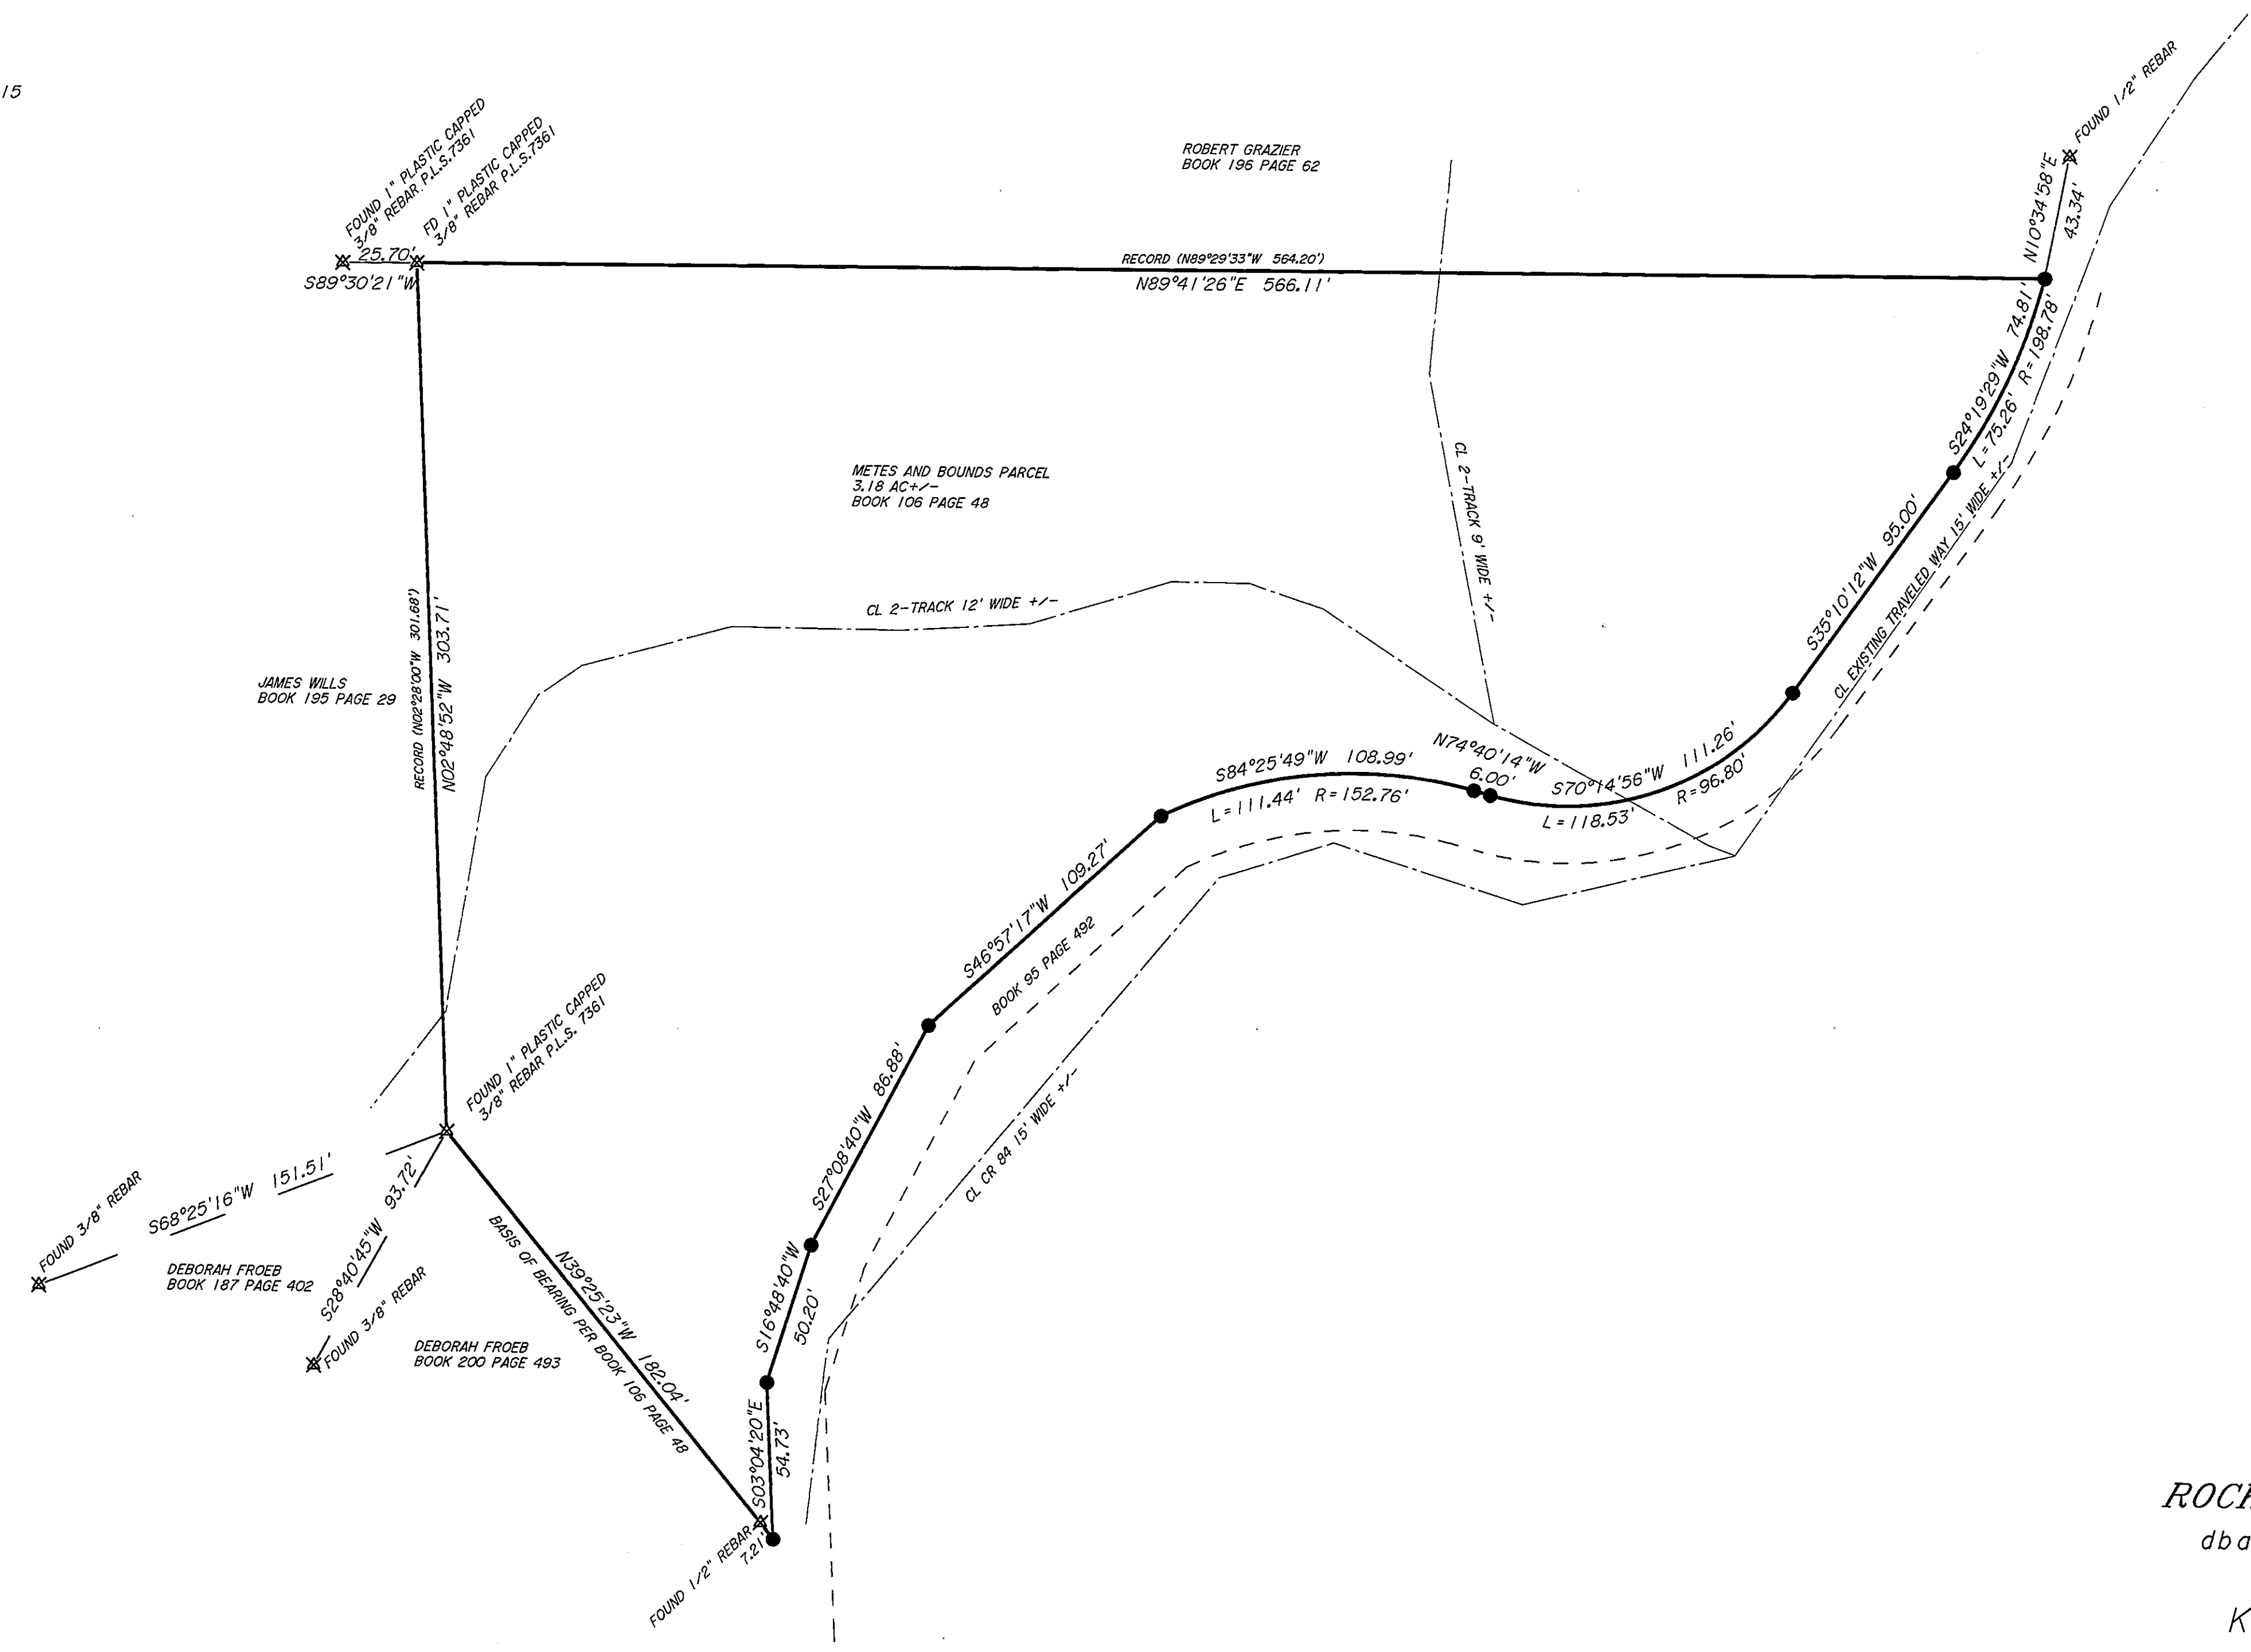 15
FOUND 1" PLASTIC CAPPED
3/8" REBAR P.L.S.7361
FD 1" PLASTIC CAPPED
3/8" REBAR P.L.S.7361
25.70'
S89°30'21"W
ROBERT GRAZIER
BOOK 196 PAGE 62
RECORD (N89°29'33"W 564.20')
N89°41'26"E 566.11'
FOUND 1/2" REBAR
N10°34'58"E
43.34'
S24°19'29"W 74.81'
L=75.26' R=198.78'
METES AND BOUNDS PARCEL
3.18 AC+/-
BOOK 106 PAGE 48
CL 2-TRACK 9' WIDE +/-
S35°10'12"W 95.00'
CL EXISTING TRAVELED WAY 15' WIDE +/-
CL 2-TRACK 12' WIDE +/-
JAMES WILLS
BOOK 195 PAGE 29
RECORD (N02°28'00"W 301.68')
N02°48'52"W 303.71'
S84°25'49"W 108.99'
L=111.44' R=152.76'
N74°40'14"W
6.00'
S70°14'56"W 111.26'
R=96.80'
L=118.53'
S46°57'17"W 109.27'
BOOK 95 PAGE 492
FOUND 1" PLASTIC CAPPED
3/8" REBAR P.L.S. 7361
S27°08'40"W 86.88'
CL CR 84 15' WIDE +/-
FOUND 3/8" REBAR
S68°25'16"W 151.51'
S28°40'45"W 93.72'
FOUND 3/8" REBAR
DEBORAH FROEB
BOOK 187 PAGE 402
DEBORAH FROEB
BOOK 200 PAGE 493
N39°25'23"W 182.04'
BASIS OF BEARING PER BOOK 106 PAGE 48
S16°48'40"W
50.20'
S03°04'20"E
54.73'
FOUND 1/2" REBAR
7.21'
ROCK
dba
K